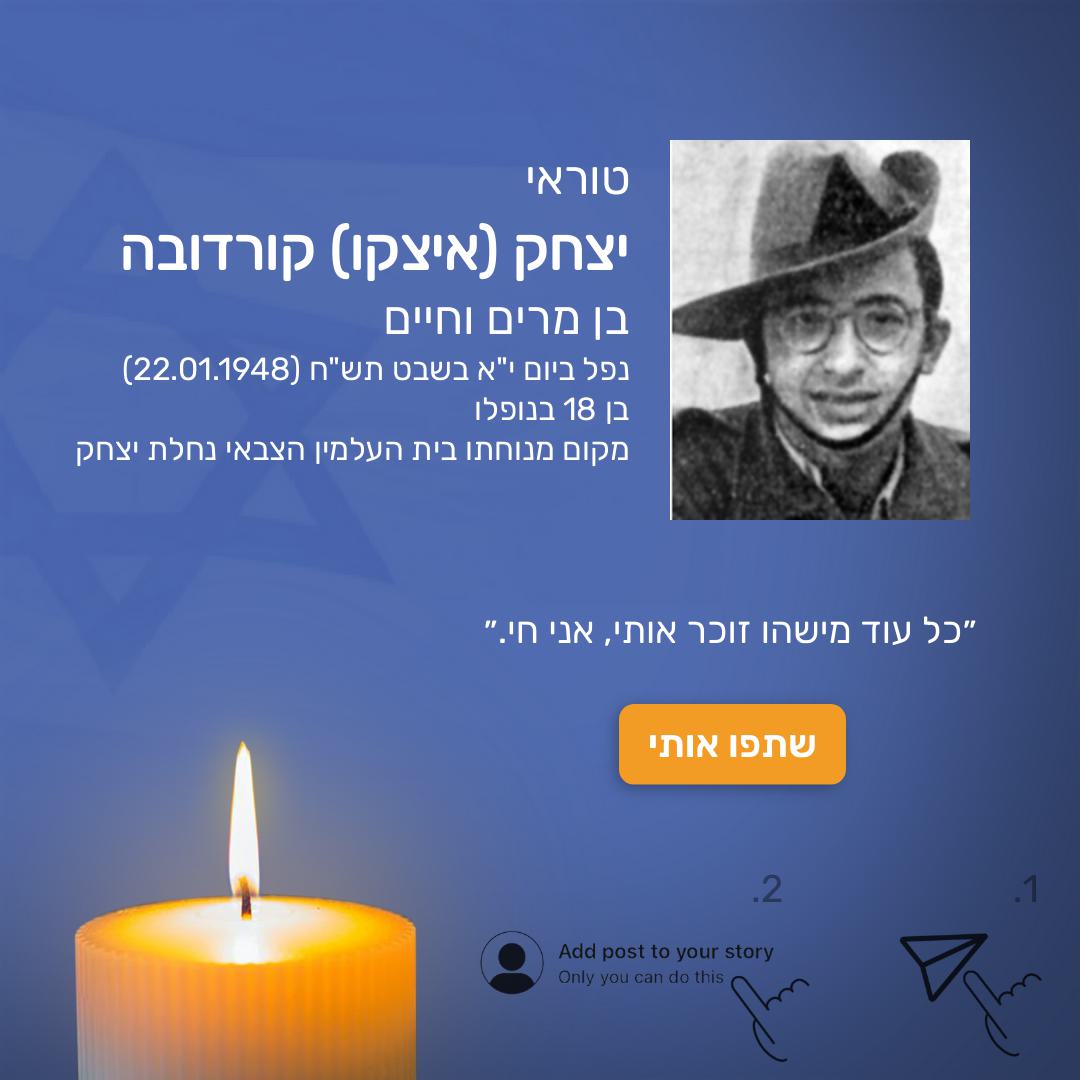 טוראי
יצחק (איצקו) קורדובה
בן מרים וחיים
נפל ביום י"א בשבט תש"ח (22.01.1948)
בן 18 בנופלו
מקום מנוחתו בית העלמין הצבאי נחלת יצחק
״כל עוד מישהו זוכר אותי, אני חי.״
שתפו אותי
1.
2.
Add post to your story
Only you can do this